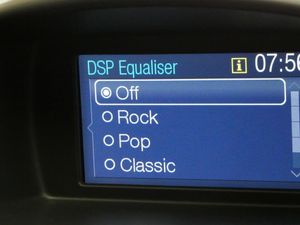 DSP Equaliser i 07:56
Off
Rock
Pop
Classic